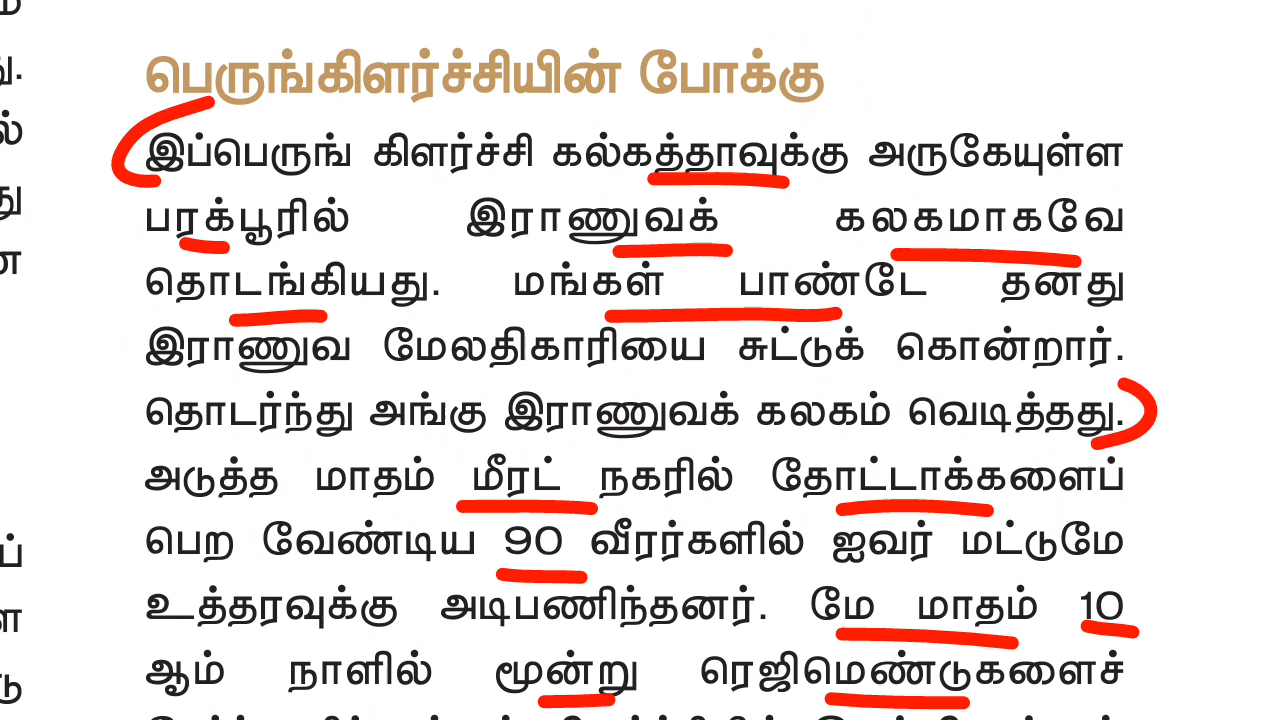 பெருங்கிளர்ச்சியின் போக்கு
இப்பெருங் கிளர்ச்சி கல்கத்தாவுக்கு அருகேயுள்ள
பரக்பூரில் இராணுவக் கலகமாகவே
தொடங்கியது. மங்கள் பாண்டே தனது
இராணுவ மேலதிகாரியை சுட்டுக் கொன்றார்.
தொடர்ந்து அங்கு இராணுவக் கலகம் வெடித்தது.
அடுத்த மாதம் மீரட் நகரில் தோட்டாக்களைப்
பெற வேண்டிய 90 வீரர்களில் ஐவர் மட்டுமே
உத்தரவுக்கு அடிபணிந்தனர். மே மாதம் 10
ஆம் நாளில் மூன்று ரெஜிமெண்டுகளைச்